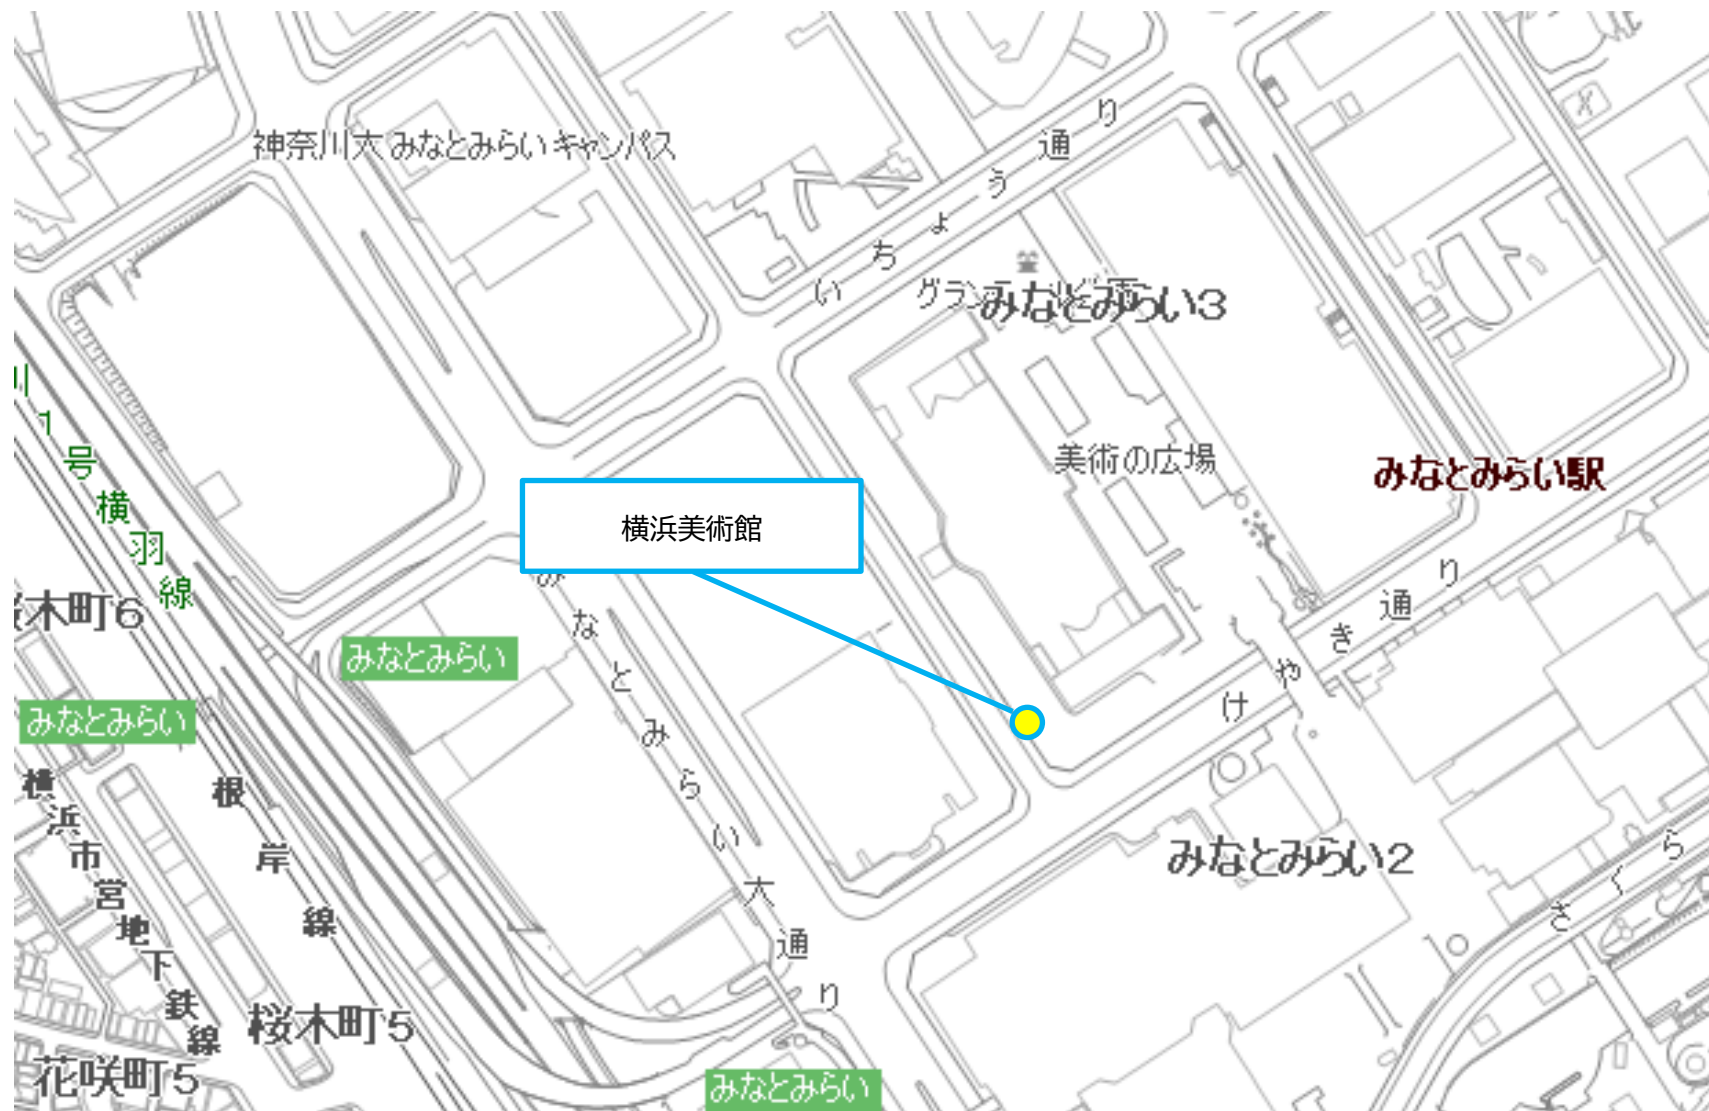 神奈川大 みなとみらいキャンパス
いちょう通り
みなとみらい3
美術の広場
みなとみらい駅
1号横羽線
横浜美術館
けやき通り
木町6
みなとみらい
みなとみらい
みなとみらい大通り
横浜市営地下鉄線
根岸線
みなとみらい2
さくら
桜木町5
花咲町5
みなとみらい